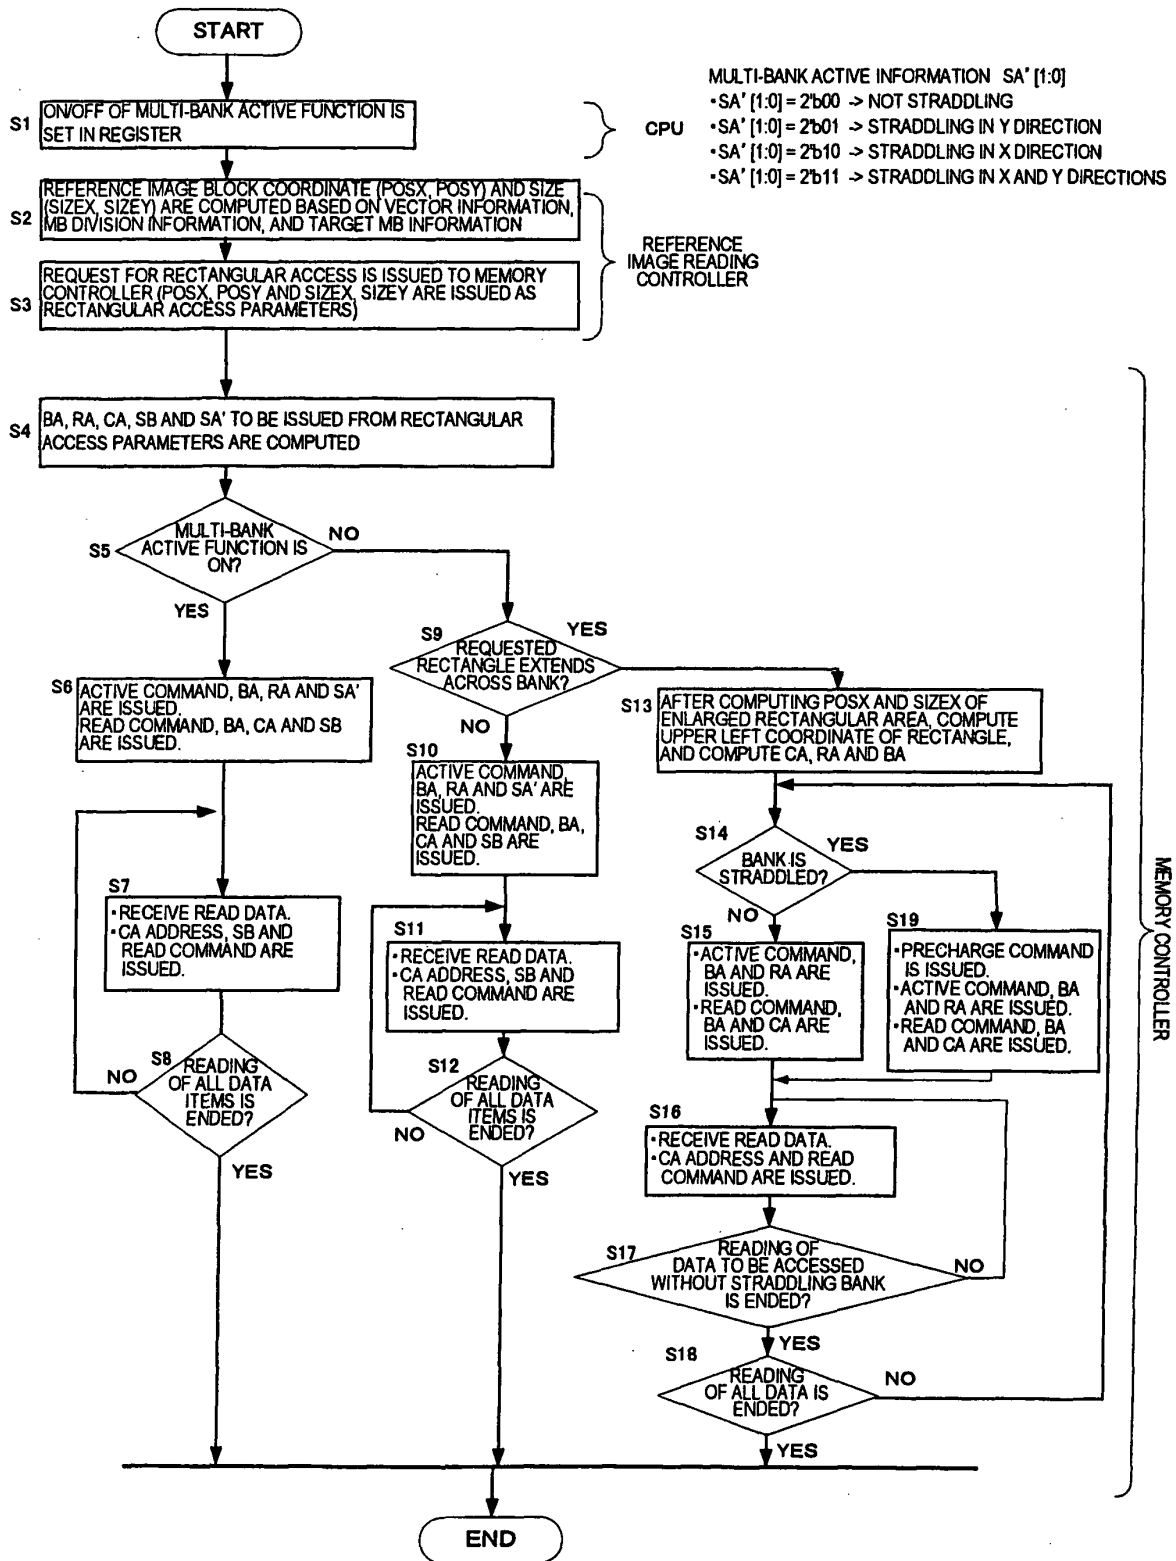 START
MULTI-BANK ACTIVE INFORMATION SA' [1:0]
•SA' [1:0] = 2'b00 -> NOT STRADDLING
•SA' [1:0] = 2'b01 -> STRADDLING IN Y DIRECTION
•SA' [1:0] = 2'b10 -> STRADDLING IN X DIRECTION
•SA' [1:0] = 2'b11 -> STRADDLING IN X AND Y DIRECTIONS
S1
ON/OFF OF MULTI-BANK ACTIVE FUNCTION IS
SET IN REGISTER
CPU
S2
REFERENCE IMAGE BLOCK COORDINATE (POSX, POSY) AND SIZE
(SIZEX, SIZEY) ARE COMPUTED BASED ON VECTOR INFORMATION,
MB DIVISION INFORMATION, AND TARGET MB INFORMATION
REFERENCE
IMAGE READING
CONTROLLER
S3
REQUEST FOR RECTANGULAR ACCESS IS ISSUED TO MEMORY
CONTROLLER (POSX, POSY AND SIZEX, SIZEY ARE ISSUED AS
RECTANGULAR ACCESS PARAMETERS)
S4
BA, RA, CA, SB AND SA' TO BE ISSUED FROM RECTANGULAR
ACCESS PARAMETERS ARE COMPUTED
S5
MULTI-BANK
ACTIVE FUNCTION IS
ON?
NO
YES
S9
REQUESTED
RECTANGLE EXTENDS
ACROSS BANK?
YES
NO
S6
ACTIVE COMMAND, BA, RA AND SA'
ARE ISSUED.
READ COMMAND, BA, CA AND SB
ARE ISSUED.
S13
AFTER COMPUTING POSX AND SIZEX OF
ENLARGED RECTANGULAR AREA, COMPUTE
UPPER LEFT COORDINATE OF RECTANGLE,
AND COMPUTE CA, RA AND BA
S10
ACTIVE COMMAND,
BA, RA AND SA' ARE
ISSUED.
READ COMMAND, BA,
CA AND SB ARE
ISSUED.
S14
BANK IS
STRADDLED?
YES
NO
S7
•RECEIVE READ DATA.
•CA ADDRESS, SB AND
READ COMMAND ARE
ISSUED.
S11
•RECEIVE READ DATA.
•CA ADDRESS, SB AND
READ COMMAND ARE
ISSUED.
S15
•ACTIVE COMMAND,
BA AND RA ARE
ISSUED.
•READ COMMAND,
BA AND CA ARE
ISSUED.
S19
•PRECHARGE COMMAND
IS ISSUED.
•ACTIVE COMMAND, BA
AND RA ARE ISSUED.
•READ COMMAND, BA
AND CA ARE ISSUED.
MEMORY CONTROLLER
S8
READING
OF ALL DATA
ITEMS IS
ENDED?
NO
YES
S12
READING
OF ALL DATA
ITEMS IS
ENDED?
NO
YES
S16
•RECEIVE READ DATA.
•CA ADDRESS AND READ
COMMAND ARE ISSUED.
S17
READING OF
DATA TO BE ACCESSED
WITHOUT STRADDLING BANK
IS ENDED?
NO
YES
S18
READING
OF ALL DATA IS
ENDED?
NO
YES
END